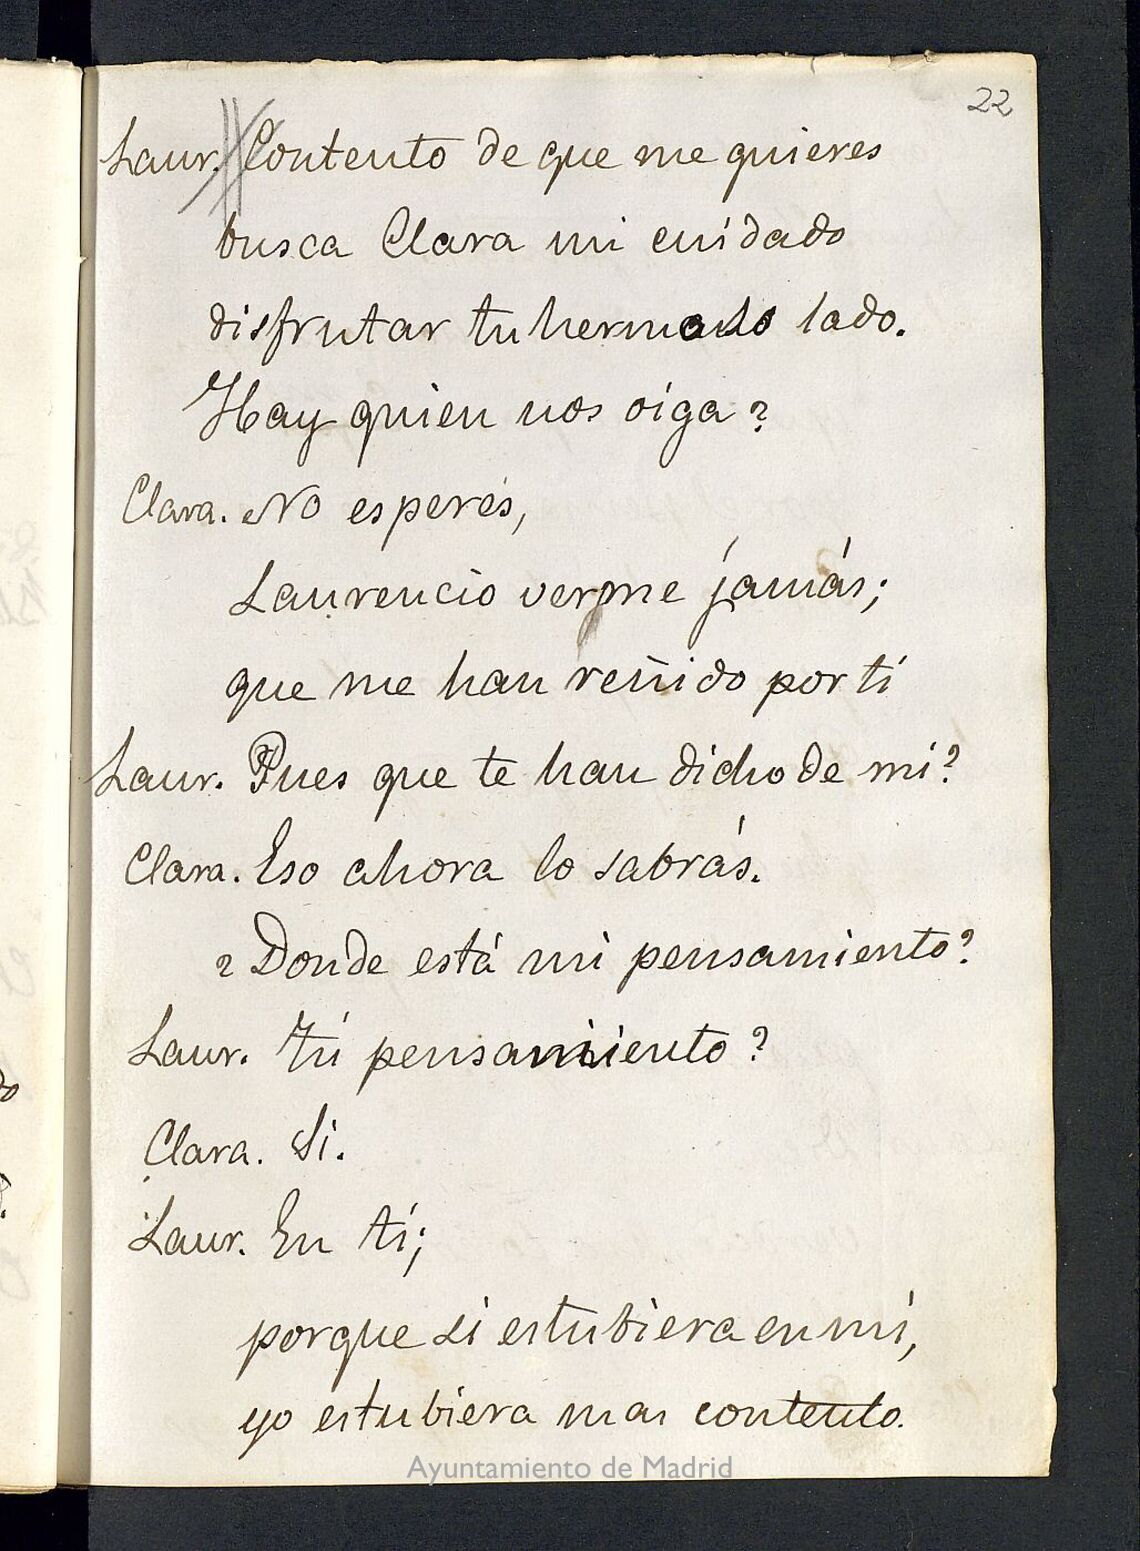 22
Laur. Contento de que me quieres
busca Clara mi cuidado
disfrutar tu hermoso lado.
Hay quien nos oiga?
Clara. No esperes,
Laurencio verme jamás;
que me han reñido por tí
Laur. Pues que te han dicho de mi?
Clara. Eso ahora lo sabrás.
¿Donde está mi pensamiento?
Laur. Tú pensamiento?
Clara. Si.
Laur. En tí;
porque si estubiera en mí,
yo estubiera mas contento.
Ayuntamiento de Madrid